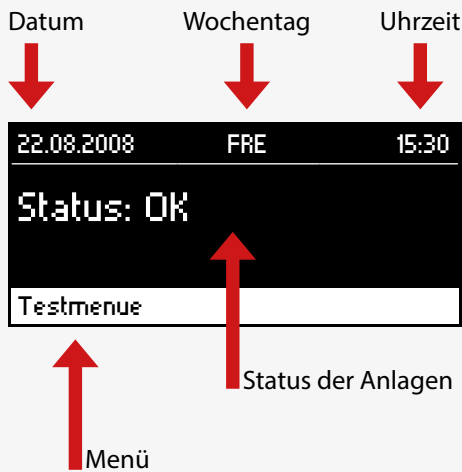 Datum Wochentag Uhrzeit
22.08.2008 FRE 15:30
Status: OK
Testmenue
Status der Anlagen
Menü